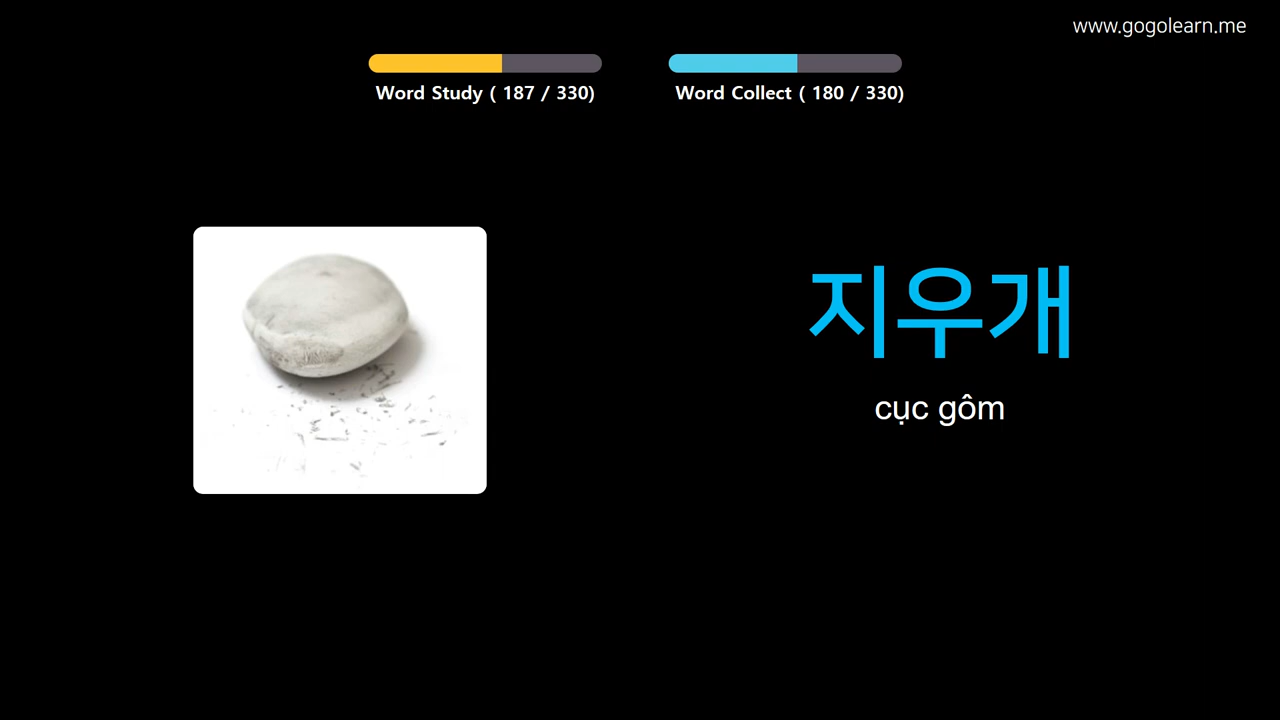 www.gogolearn.me
Word Study ( 187 / 330)
Word Collect ( 180 / 330)
지우개
cục gôm